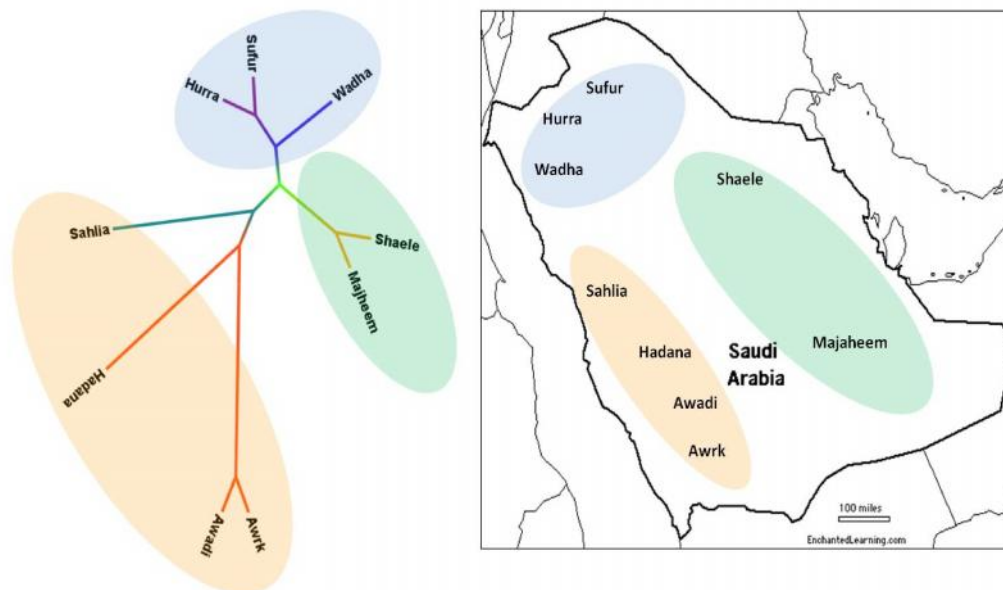 Sufur
Hurra
Wadha
Sahlia
Shaele
Majheem
Hadana
Awadi
Awrk
Sufur
Hurra
Wadha
Shaele
Sahlia
Hadana
Saudi
Arabia
Majaheem
Awadi
Awrk
100 miles
EnchantedLearning.com